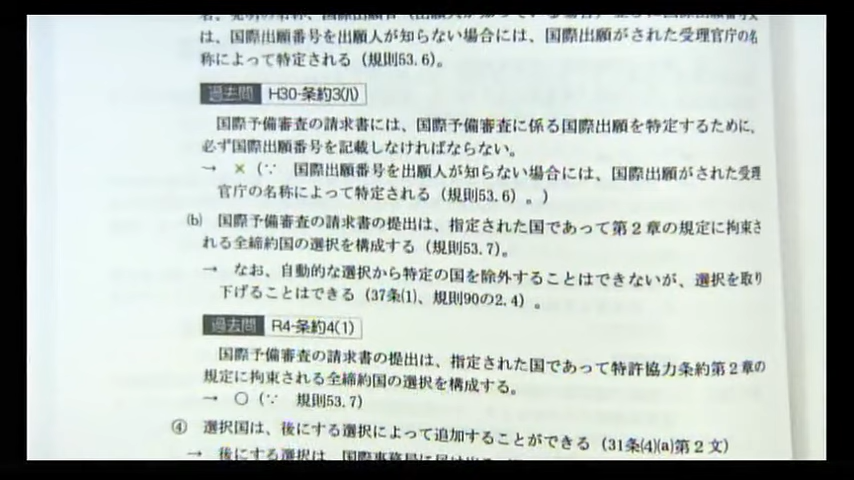 は、国際出願番号を出願人が知らない場合には、国際出願がされた受理官庁の名
称によって特定される（規則53.6）。
過去問 H30-条約3(ハ)
国際予備審査の請求書には、国際予備審査に係る国際出願を特定するために、
必ず国際出願番号を記載しなければならない。
→ ×（∵ 国際出願番号を出願人が知らない場合には、国際出願がされた受理
官庁の名称によって特定される（規則53.6）。）
(b) 国際予備審査の請求書の提出は、指定された国であって第２章の規定に拘束さ
れる全締約国の選択を構成する（規則53.7）。
→ なお、自動的な選択から特定の国を除外することはできないが、選択を取り
下げることはできる（37条(1)、規則90の2.4）。
過去問 R4-条約4(1)
国際予備審査の請求書の提出は、指定された国であって特許協力条約第２章の
規定に拘束される全締約国の選択を構成する。
→ ○（∵ 規則53.7）
④ 選択国は、後にする選択によって追加することができる（31条(4)(a)第２文）
→ 後にする選択は、国際事務局に